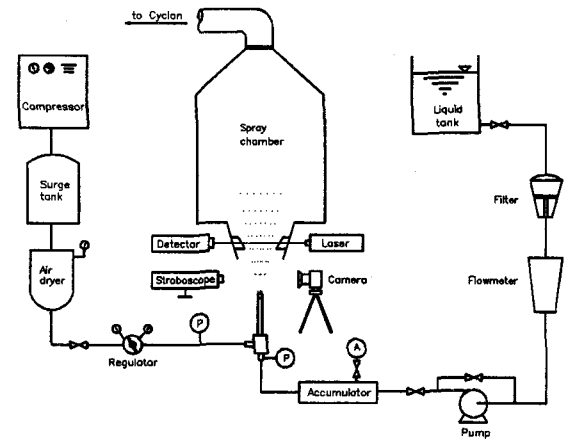 to Cyclon
Compressor
Surge
tank
Air
dryer
Regulator
P
Spray
chamber
Detector
Laser
Stroboscope
Camera
P
A
Accumulator
Liquid
tank
Filter
Flowmeter
Pump